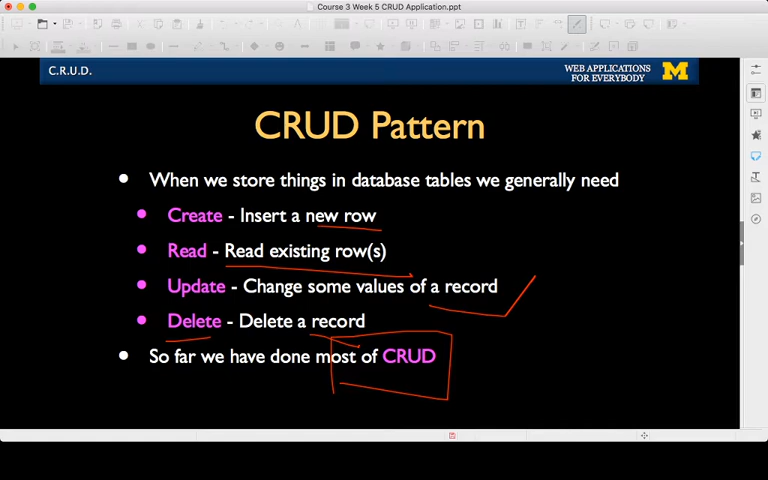 Course 3 Week 5 CRUD Application.ppt
C.R.U.D.
WEB APPLICATIONS
FOR EVERYBODY
M
CRUD Pattern
• When we store things in database tables we generally need
• Create - Insert a new row
• Read - Read existing row(s)
• Update - Change some values of a record
• Delete - Delete a record
• So far we have done most of CRUD